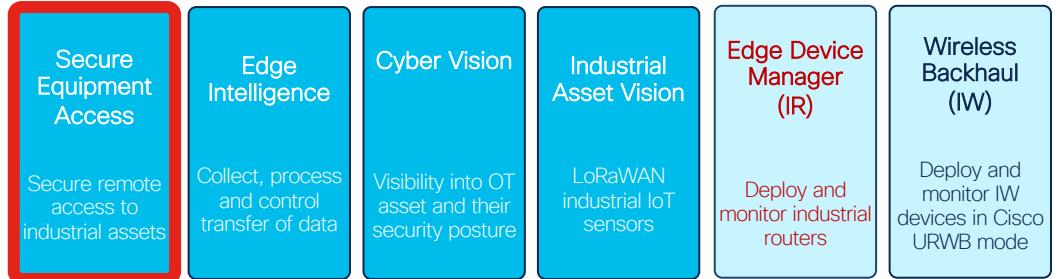 Secure
Equipment
Access
Secure remote
access to
industrial assets
Edge
Intelligence
Collect, process
and control
transfer of data
Cyber Vision
Visibility into OT
asset and their
security posture
Industrial
Asset Vision
LoRaWAN
industrial IoT
sensors
Edge Device
Manager
(IR)
Deploy and
monitor industrial
routers
Wireless
Backhaul
(IW)
Deploy and
monitor IW
devices in Cisco
URWB mode